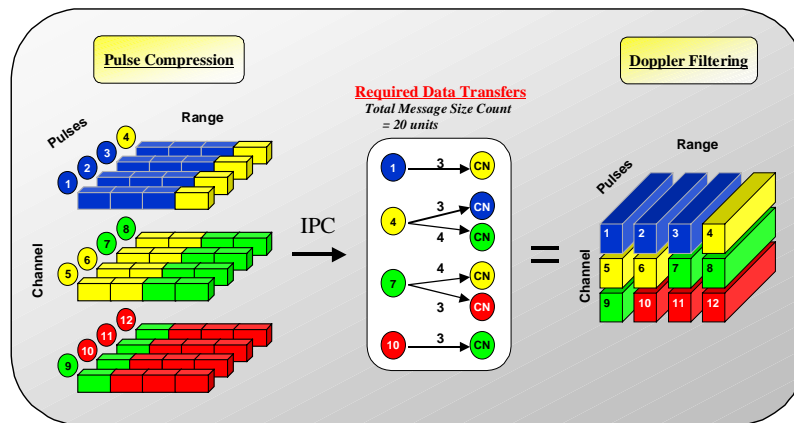 Pulse Compression
Doppler Filtering
Required Data Transfers
Total Message Size Count
= 20 units
Pulses
Range
1
2
3
4
5
6
7
8
9
10
11
12
Channel
IPC
1
3
CN
4
3
CN
4
CN
7
4
CN
3
CN
10
3
CN
=
Range
Pulses
Channel
1
2
3
4
5
6
7
8
9
10
11
12